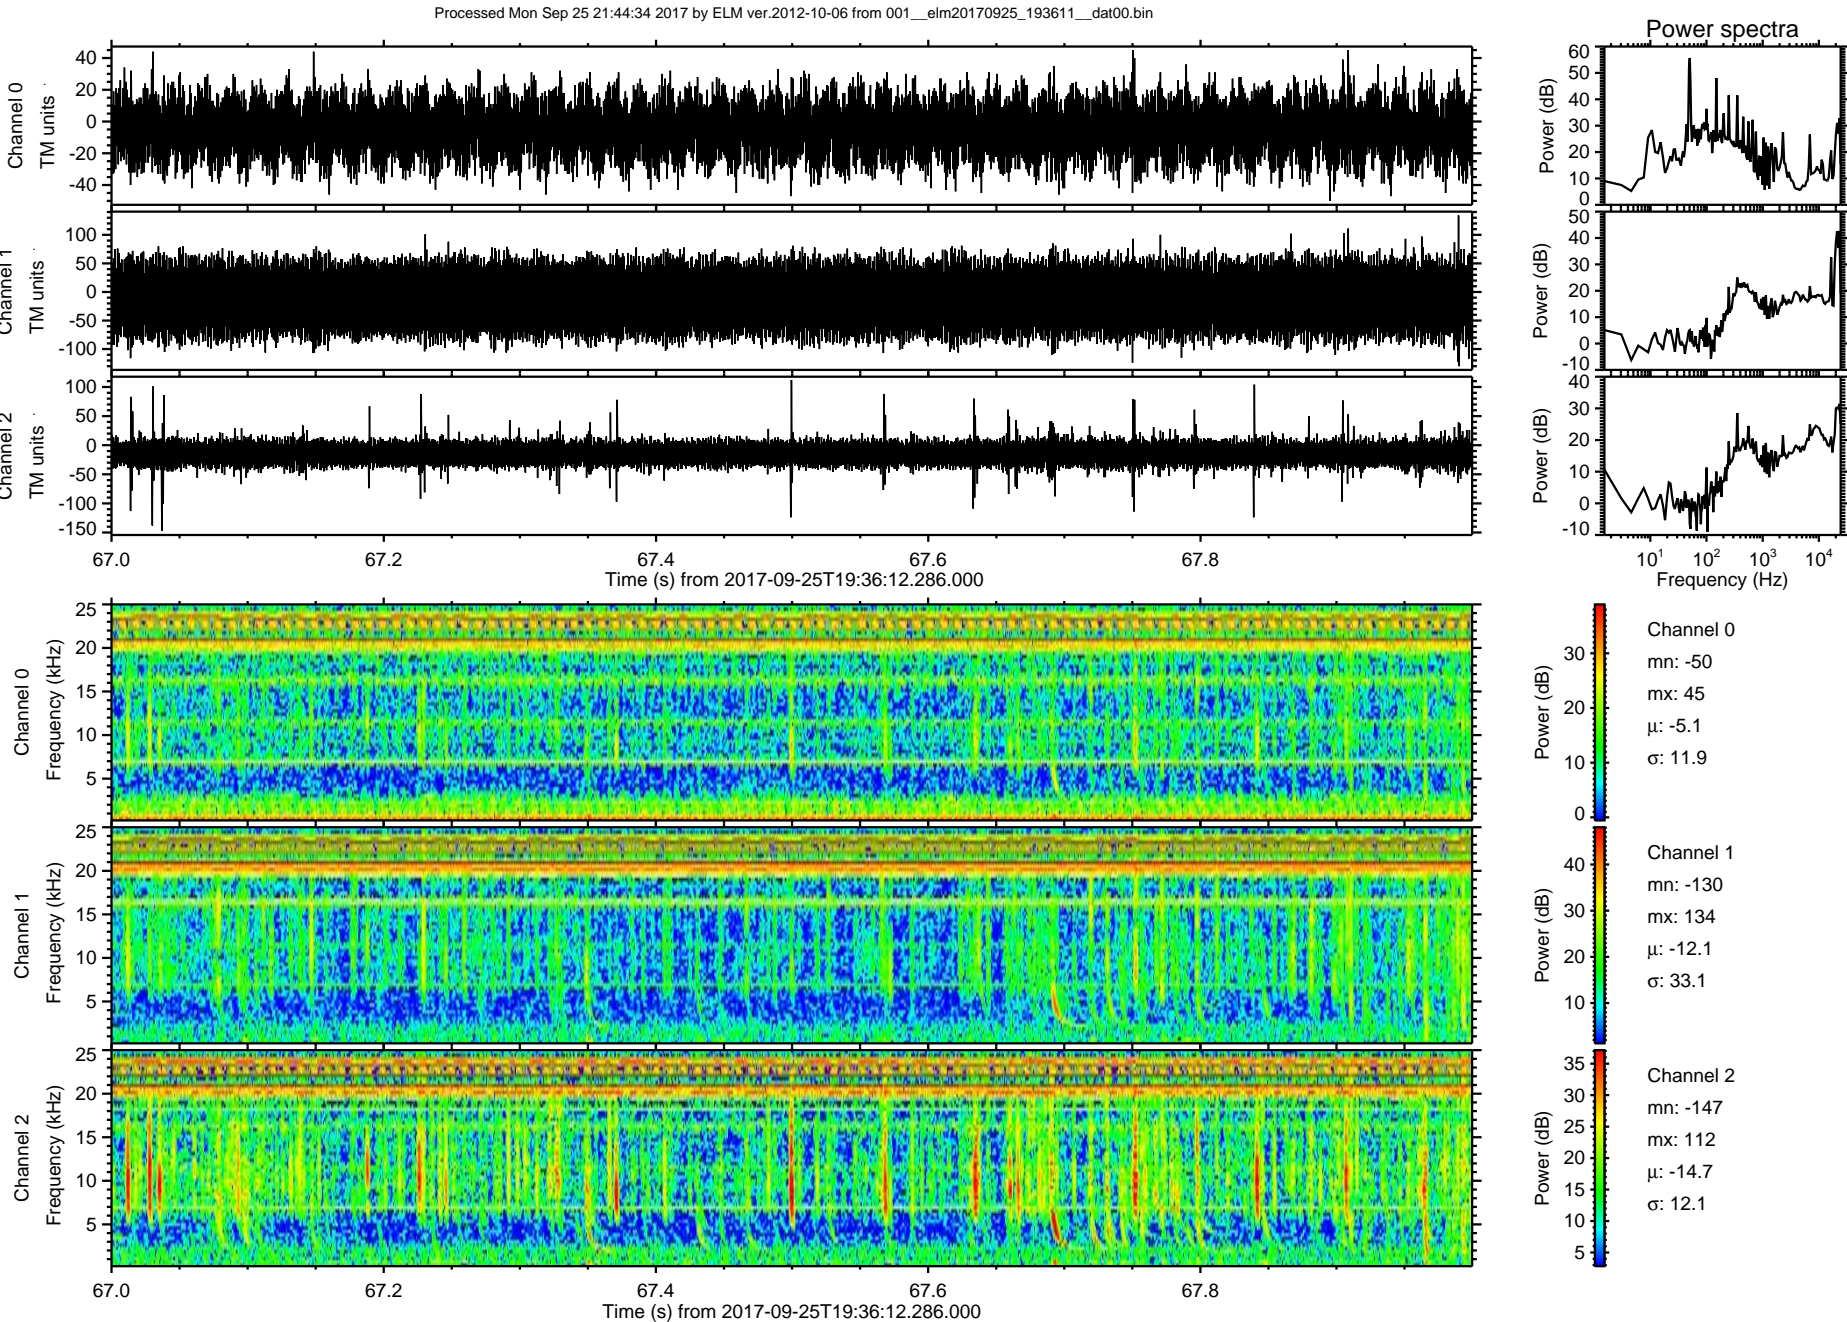 Processed Mon Sep 25 21:44:34 2017 by ELM ver.2012-10-06 from 001__elm20170925_193611__dat00.bin
Power spectra
Channel 0
TM units
40
20
0
-20
-40
Power (dB)
60
50
40
30
20
10
0
Channel 1
TM units
100
50
0
-50
-100
Power (dB)
50
40
30
20
10
0
-10
Channel 2
TM units
100
50
0
-50
-100
-150
Power (dB)
40
30
20
10
0
-10
67.0 67.2 67.4 67.6 67.8
Time (s) from 2017-09-25T19:36:12.286.000
10^1 10^2 10^3 10^4
Frequency (Hz)
Channel 0
Frequency (kHz)
25
20
15
10
5
Power (dB)
30
20
10
0
Channel 0
mn: -50
mx: 45
μ: -5.1
σ: 11.9
Channel 1
Frequency (kHz)
25
20
15
10
5
Power (dB)
40
30
20
10
Channel 1
mn: -130
mx: 134
μ: -12.1
σ: 33.1
Channel 2
Frequency (kHz)
25
20
15
10
5
Power (dB)
35
30
25
20
15
10
5
Channel 2
mn: -147
mx: 112
μ: -14.7
σ: 12.1
67.0 67.2 67.4 67.6 67.8
Time (s) from 2017-09-25T19:36:12.286.000